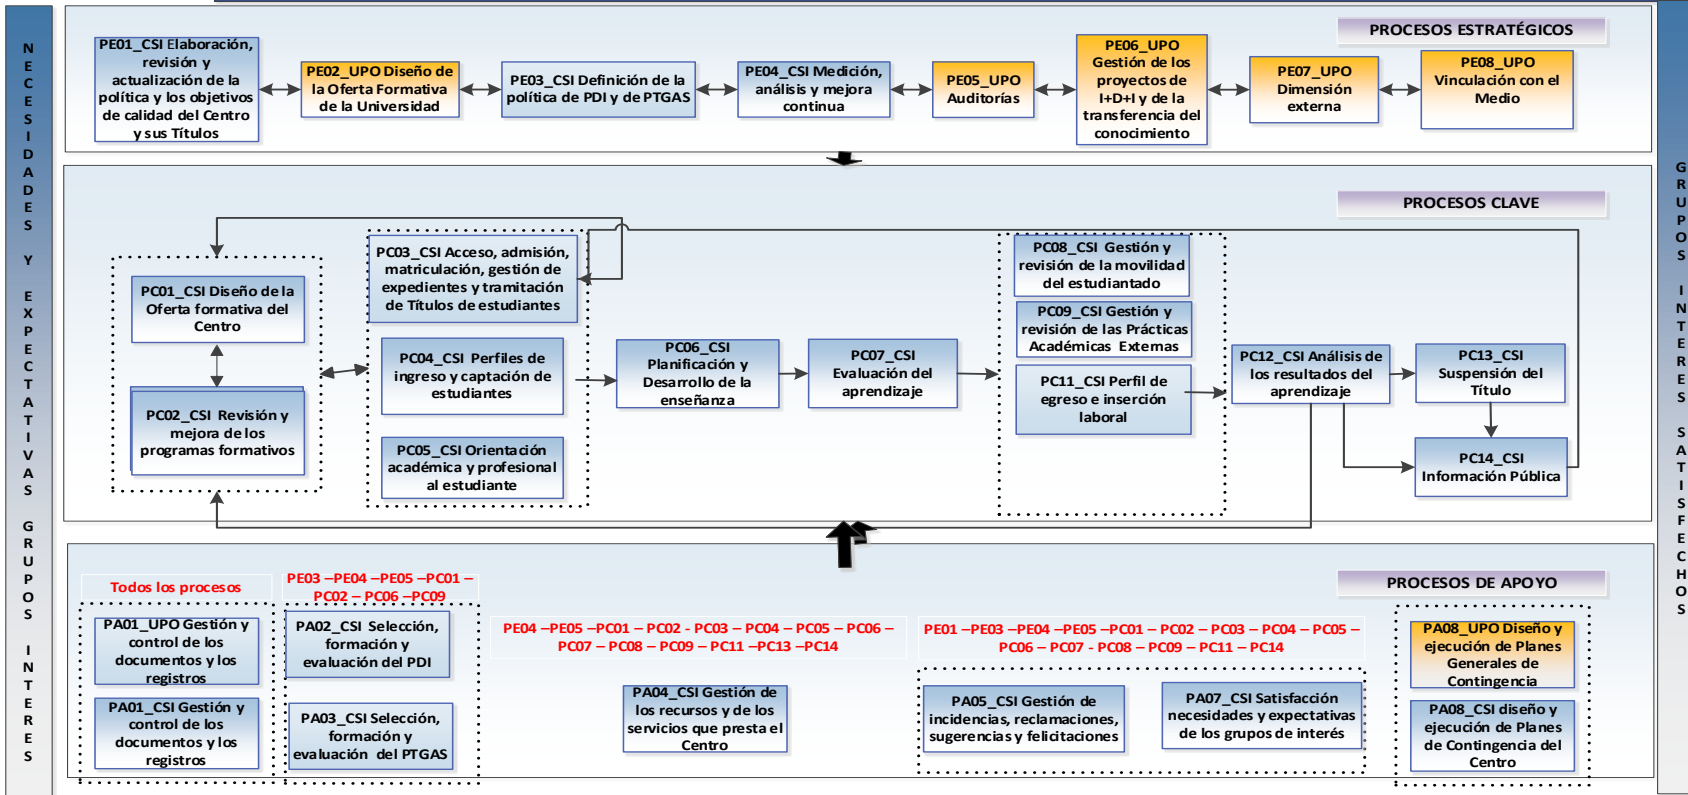 NECESIDADES Y EXPECTATIVAS GRUPOS INTERES
PROCESOS ESTRATÉGICOS
PE01_CSI Elaboración,
revisión y
actualización de la
política y los objetivos
de calidad del Centro
y sus Títulos
PE02_UPO Diseño de
la Oferta Formativa
de la Universidad
PE03_CSI Definición de la
política de PDI y de PTGAS
PE04_CSI Medición,
análisis y mejora
continua
PE05_UPO
Auditorías
PE06_UPO
Gestión de los
proyectos de
I+D+I y de la
transferencia del
conocimiento
PE07_UPO
Dimensión
externa
PE08_UPO
Vinculación con el
Medio
PROCESOS CLAVE
PC01_CSI Diseño de la
Oferta formativa del
Centro
PC02_CSI Revisión y
mejora de los
programas formativos
PC03_CSI Acceso, admisión,
matriculación, gestión de
expedientes y tramitación
de Títulos de estudiantes
PC04_CSI Perfiles de
ingreso y captación de
estudiantes
PC05_CSI Orientación
académica y profesional
al estudiante
PC06_CSI
Planificación y
Desarrollo de la
enseñanza
PC07_CSI
Evaluación del
aprendizaje
PC08_CSI Gestión y
revisión de la movilidad
del estudiantado
PC09_CSI Gestión y
revisión de las Prácticas
Académicas Externas
PC11_CSI Perfil de
egreso e inserción
laboral
PC12_CSI Análisis de
los resultados del
aprendizaje
PC13_CSI
Suspensión del
Título
PC14_CSI
Información Pública
PROCESOS DE APOYO
Todos los procesos
PA01_UPO Gestión y
control de los
documentos y los
registros
PA01_CSI Gestión y
control de los
documentos y los
registros
PE03 –PE04 –PE05 –PC01 –
PC02 – PC06 –PC09
PA02_CSI Selección,
formación y
evaluación del PDI
PA03_CSI Selección,
formación y
evaluación del PTGAS
PE04 –PE05 –PC01 – PC02 - PC03 – PC04 – PC05 – PC06 –
PC07 – PC08 – PC09 – PC11 –PC13 –PC14
PA04_CSI Gestión de
los recursos y de los
servicios que presta el
Centro
PE01 –PE03 –PE04 –PE05 –PC01 – PC02 – PC03 – PC04 – PC05 –
PC06 – PC07 - PC08 – PC09 – PC11 – PC14
PA05_CSI Gestión de
incidencias, reclamaciones,
sugerencias y felicitaciones
PA07_CSI Satisfacción
necesidades y expectativas
de los grupos de interés
PA08_UPO Diseño y
ejecución de Planes
Generales de
Contingencia
PA08_CSI diseño y
ejecución de Planes
de Contingencia del
Centro
GRUPOS INTERES SATISFECHOS